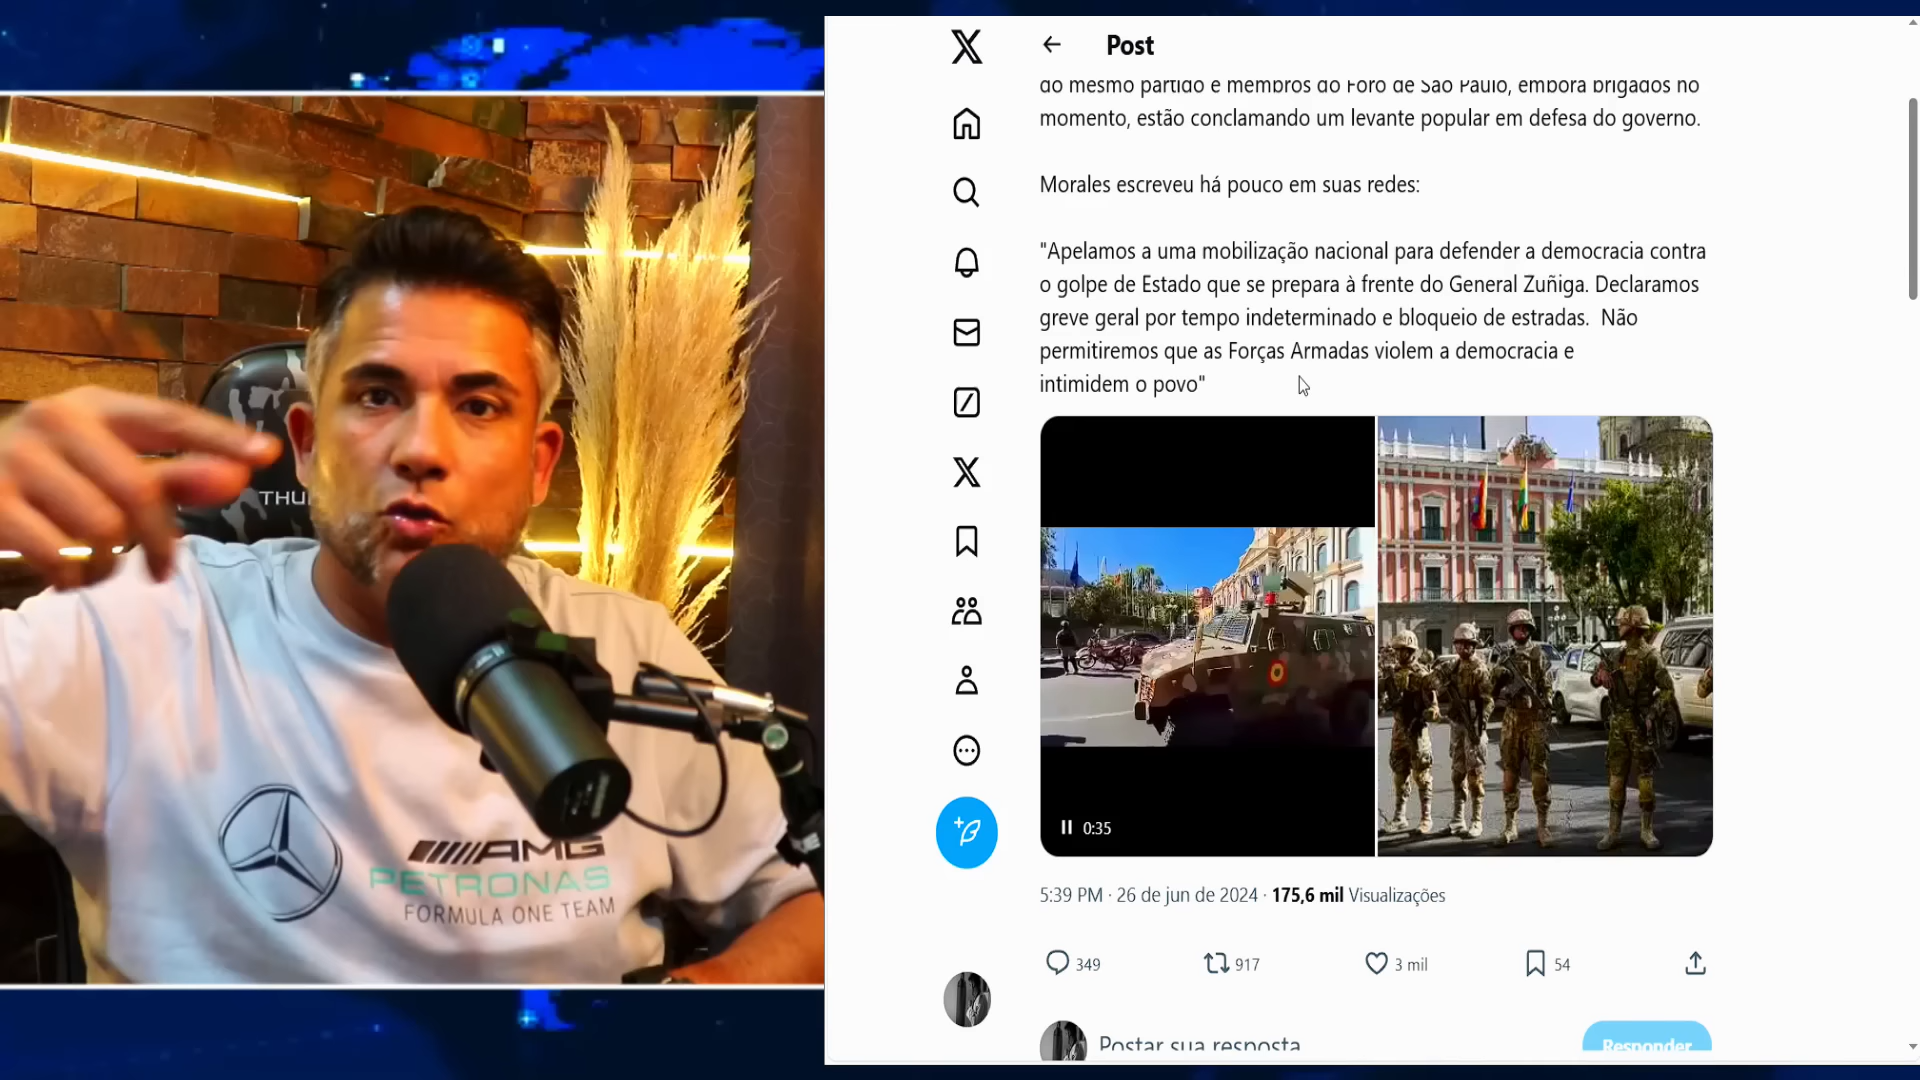 Post
do mesmo partido e membros do Foro de São Paulo, embora brigados no
momento, estão conclamando um levante popular em defesa do governo.
Morales escreveu há pouco em suas redes:
"Apelamos a uma mobilização nacional para defender a democracia contra
o golpe de Estado que se prepara à frente do General Zuñiga. Declaramos
greve geral por tempo indeterminado e bloqueio de estradas.  Não
permitiremos que as Forças Armadas violem a democracia e
intimidem o povo"
0:35
5:39 PM · 26 de jun de 2024 · 175,6 mil Visualizações
349 917 3 mil 54
Postar sua resposta
Responder
THU
AMG
PETRONAS
FORMULA ONE TEAM